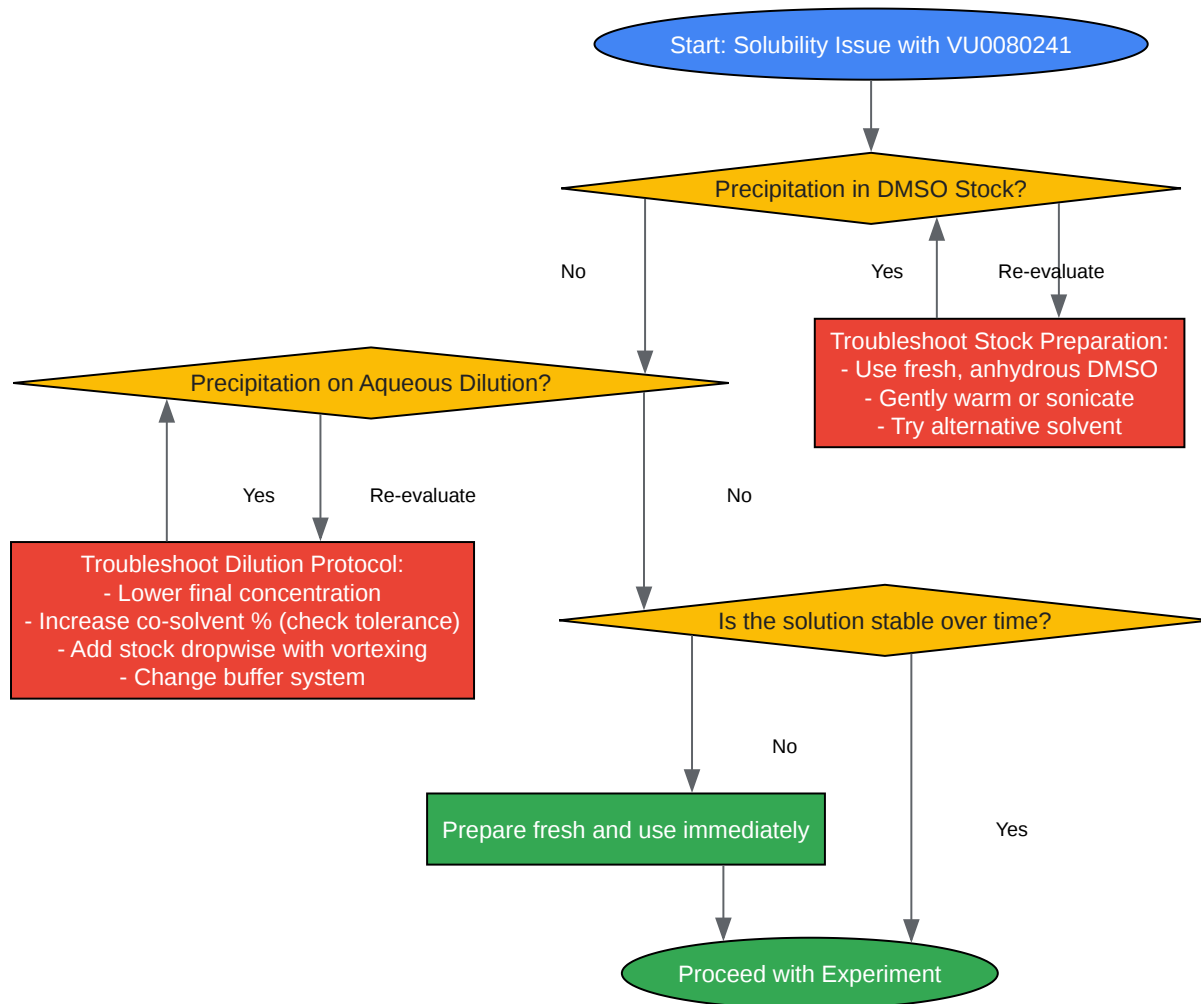 Start: Solubility Issue with VU0080241
Precipitation in DMSO Stock?
No
Yes
Re-evaluate
Troubleshoot Stock Preparation:
- Use fresh, anhydrous DMSO
- Gently warm or sonicate
- Try alternative solvent
Precipitation on Aqueous Dilution?
Yes
Re-evaluate
No
Troubleshoot Dilution Protocol:
- Lower final concentration
- Increase co-solvent % (check tolerance)
- Add stock dropwise with vortexing
- Change buffer system
Is the solution stable over time?
No
Yes
Prepare fresh and use immediately
Proceed with Experiment